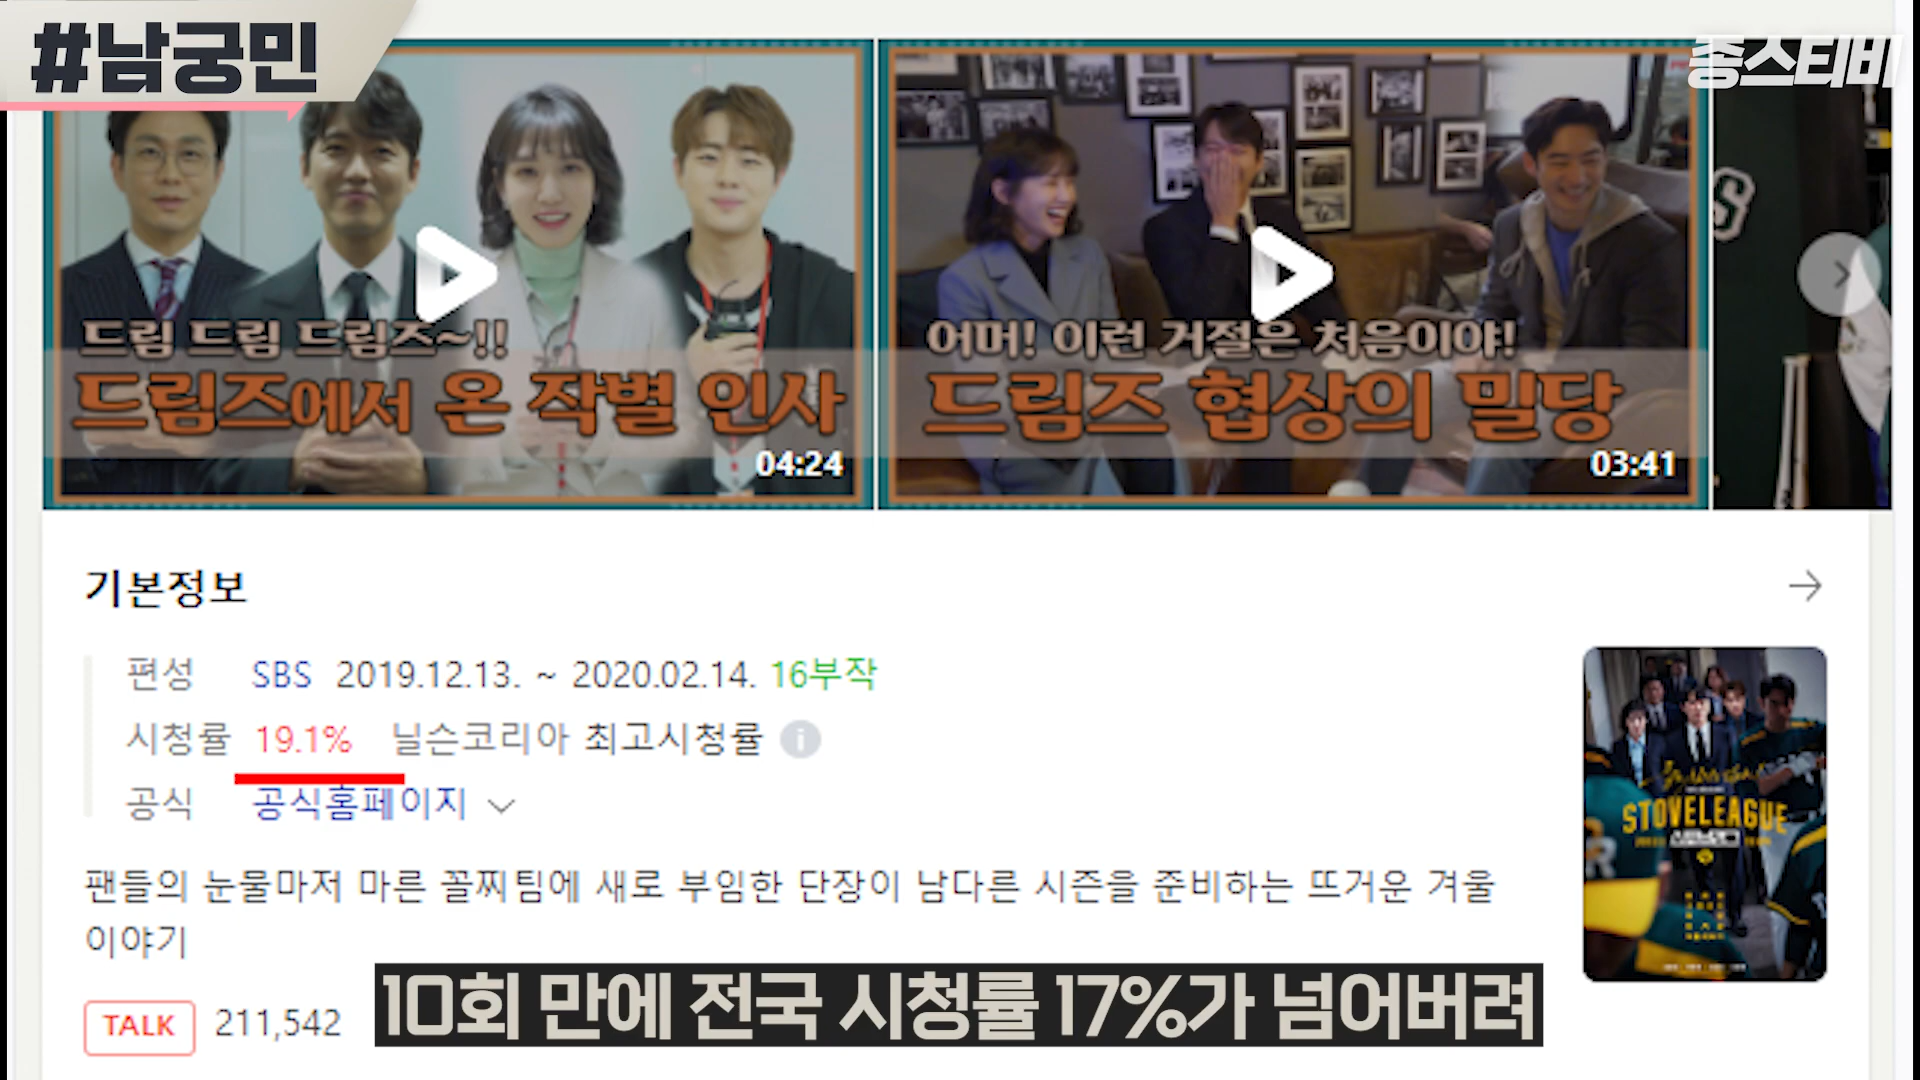 #남궁민
종스티비
드림 드림 드림즈~!!
드림즈에서 온 작별 인사
04:24
어머! 이런 거절은 처음이야!
드림즈 협상의 밀당
03:41
S
기본정보
편성 SBS 2019.12.13. ~ 2020.02.14. 16부작
시청률 19.1% 닐슨코리아 최고시청률
공식 공식홈페이지
팬들의 눈물마저 마른 꼴찌팀에 새로 부임한 단장이 남다른 시즌을 준비하는 뜨거운 겨울
이야기
STOVELEAGUE
TALK 211,542
10회 만에 전국 시청률 17%가 넘어버려